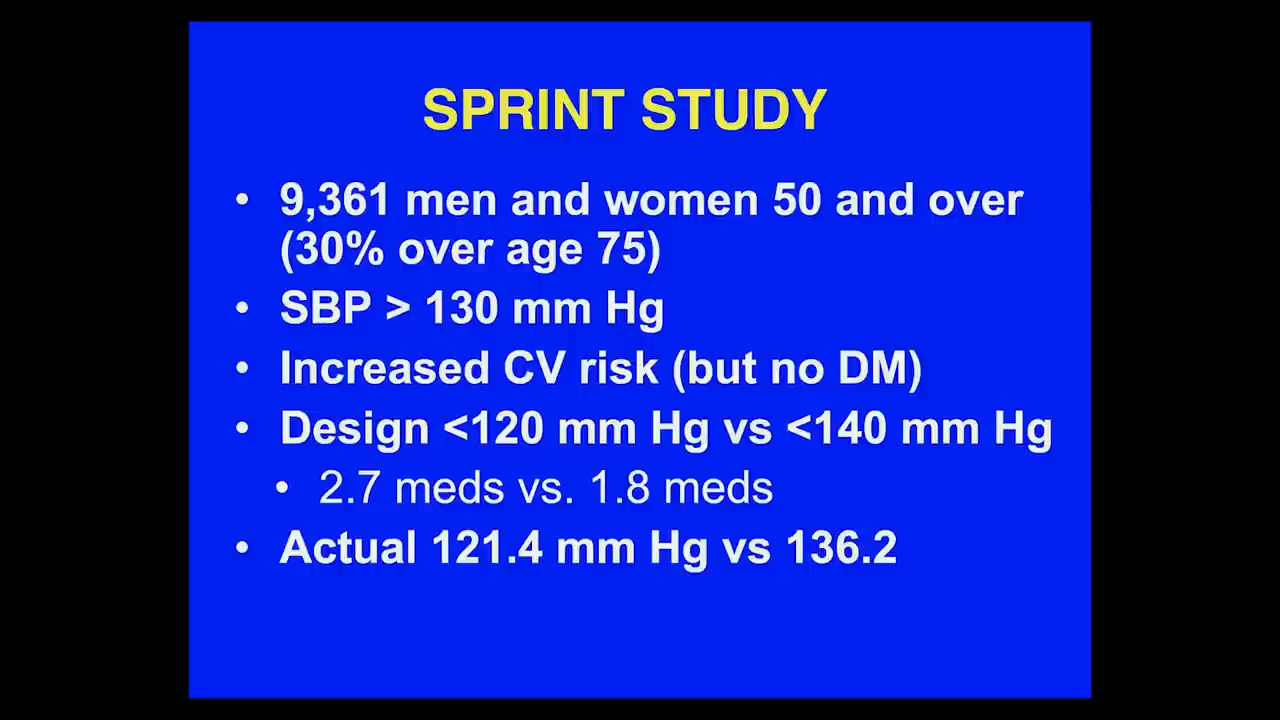 SPRINT STUDY
• 9,361 men and women 50 and over
(30% over age 75)
• SBP > 130 mm Hg
• Increased CV risk (but no DM)
• Design <120 mm Hg vs <140 mm Hg
• 2.7 meds vs. 1.8 meds
• Actual 121.4 mm Hg vs 136.2